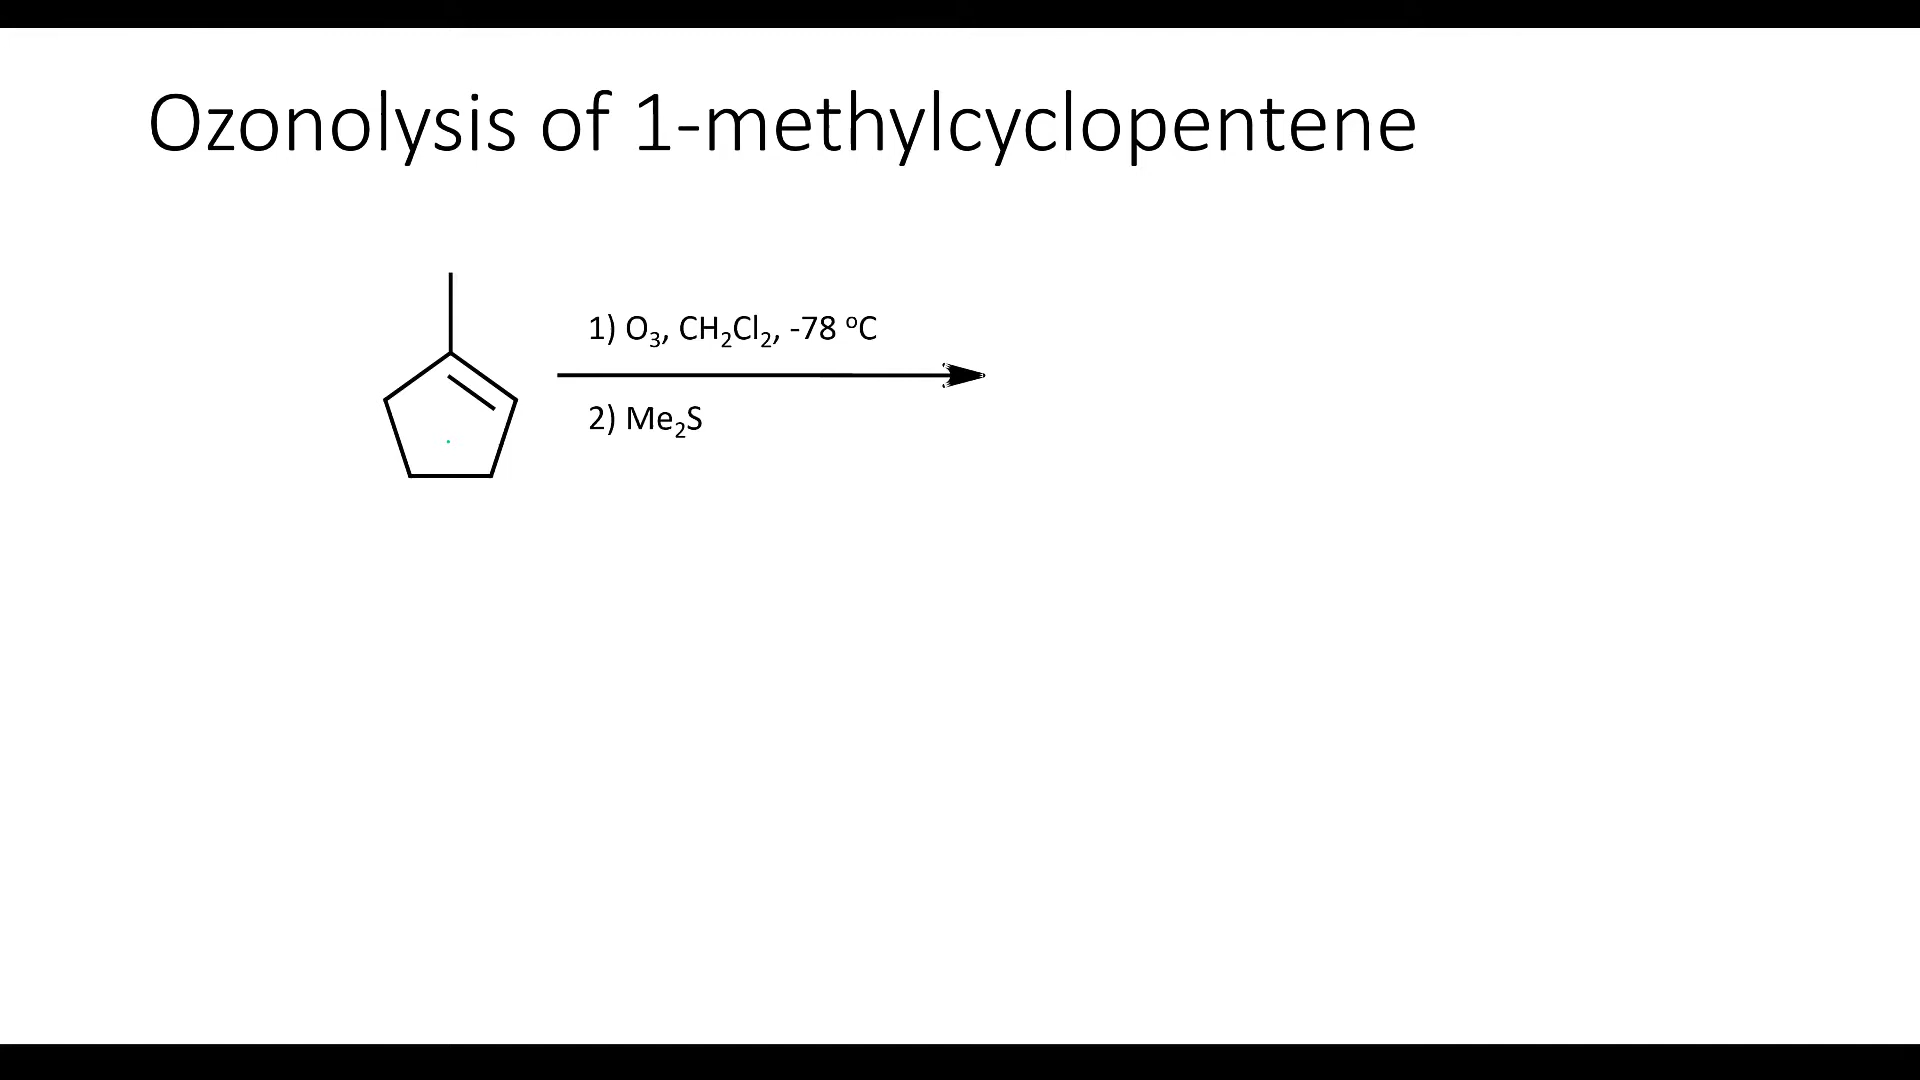 Ozonolysis of 1-methylcyclopentene
1) O₃, CH₂Cl₂, -78 ºC
2) Me₂S